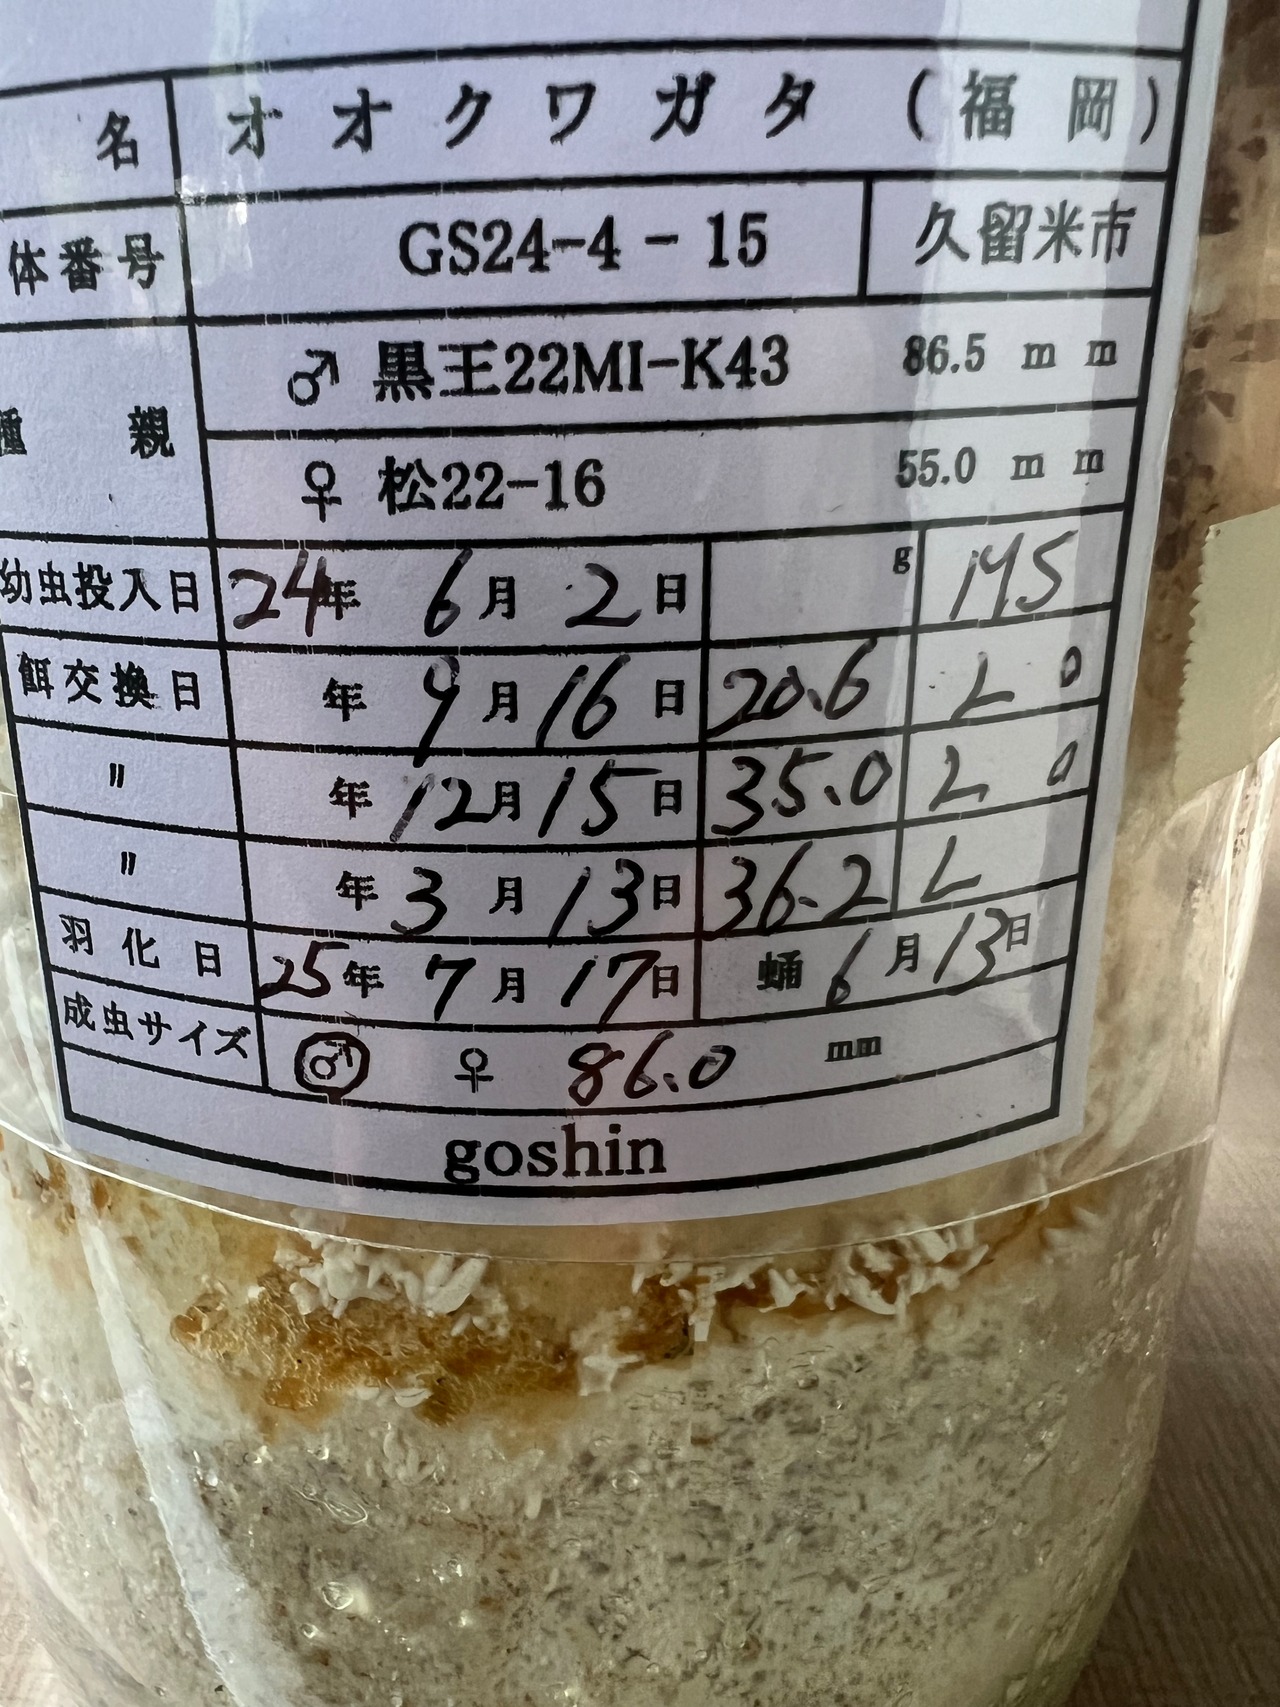 名 オオクワガタ (福岡)
体番号 GS24-4-15 久留米市
種親 ♂ 黒王22MI-K43 86.5 mm
♀ 松22-16 55.0 mm
幼虫投入日 24年 6月 2日 g
餌交換日 年 9月 16日 20.6 L 0
〃 年 12月 15日 35.0 L 0
〃 年 3月 13日 36.2 L
羽化日 25年 7月 17日 蛹 6月 13日
成虫サイズ ♂ ♀ 86.0 mm
goshin